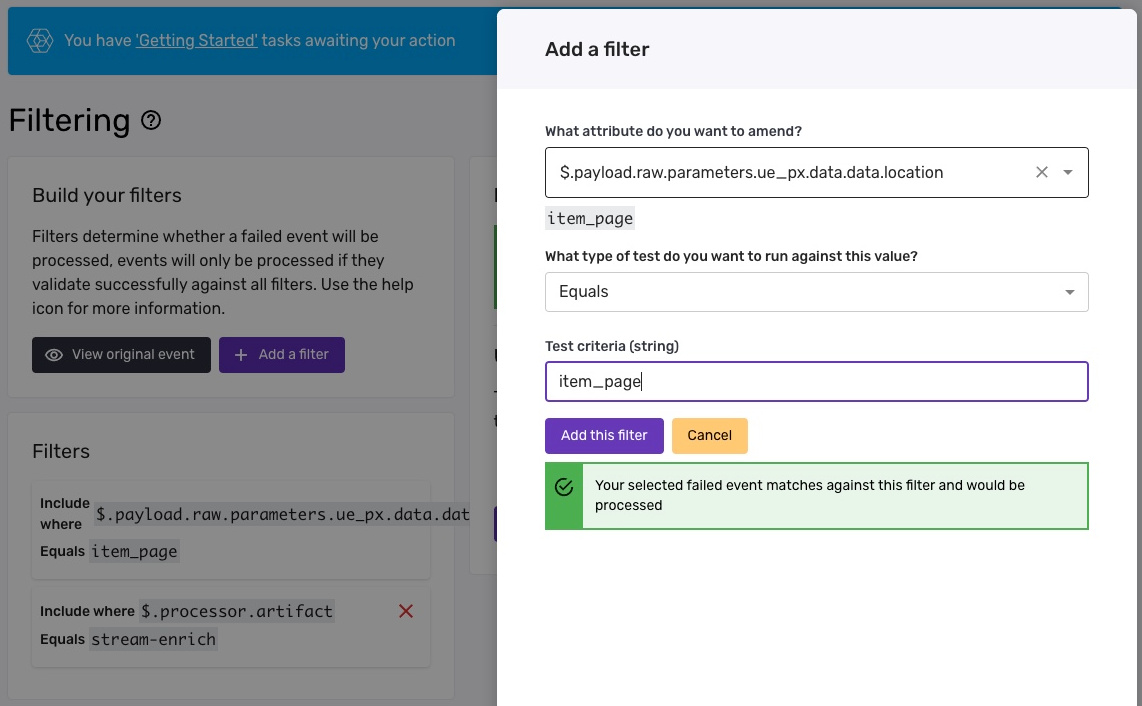 You have 'Getting Started' tasks awaiting your action
Filtering
Build your filters
Filters determine whether a failed event will be
processed, events will only be processed if they
validate successfully against all filters. Use the help
icon for more information.
View original event
Add a filter
Filters
Include
where
$.payload.raw.parameters.ue_px.data.dat
Equals item_page
Include where $.processor.artifact
Equals stream-enrich
Add a filter
What attribute do you want to amend?
$.payload.raw.parameters.ue_px.data.data.location
item_page
What type of test do you want to run against this value?
Equals
Test criteria (string)
item_page
Add this filter
Cancel
Your selected failed event matches against this filter and would be
processed